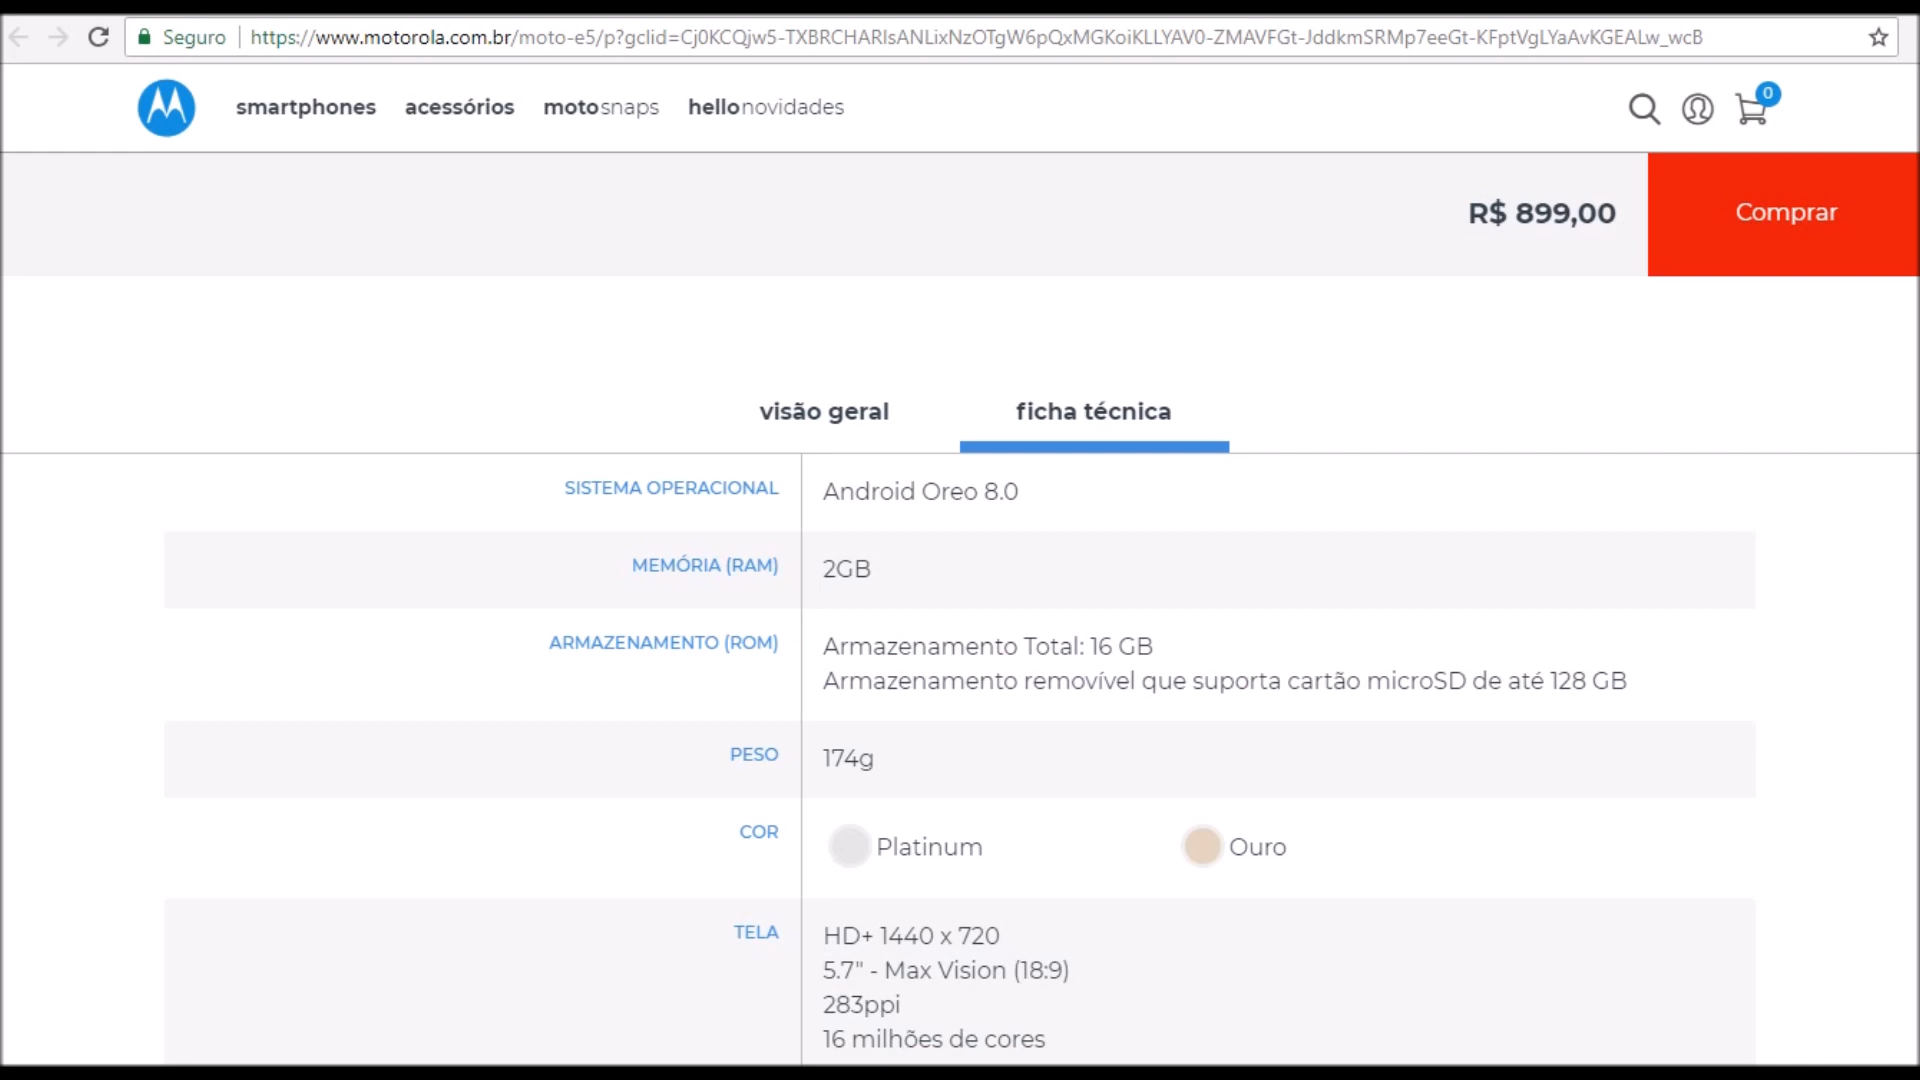 Seguro
https://www.motorola.com.br/moto-e5/p?gclid=Cj0KCQjw5-TXBRCHARIsANLixNzOTgW6pQxMGKoiKLLYAV0-ZMAVFGt-JddkmSRMp7eeGt-KFptVgLYaAvKGEALw_wcB
smartphones acessórios motosnaps hellonovidades
0
R$ 899,00
Comprar
visão geral
ficha técnica
SISTEMA OPERACIONAL
Android Oreo 8.0
MEMÓRIA (RAM)
2GB
ARMAZENAMENTO (ROM)
Armazenamento Total: 16 GB
Armazenamento removível que suporta cartão microSD de até 128 GB
PESO
174g
COR
Platinum
Ouro
TELA
HD+ 1440 x 720
5.7" - Max Vision (18:9)
283ppi
16 milhões de cores